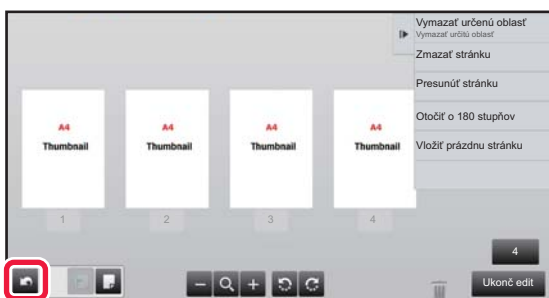 Vymazať určenú oblasť
Vymazať určitú oblasť
Zmazať stránku
Presunúť stránku
Otočiť o 180 stupňov
Vložiť prázdnu stránku
A4
Thumbnail
A4
Thumbnail
A4
Thumbnail
A4
Thumbnail
1
2
3
4
4
Ukonč edit